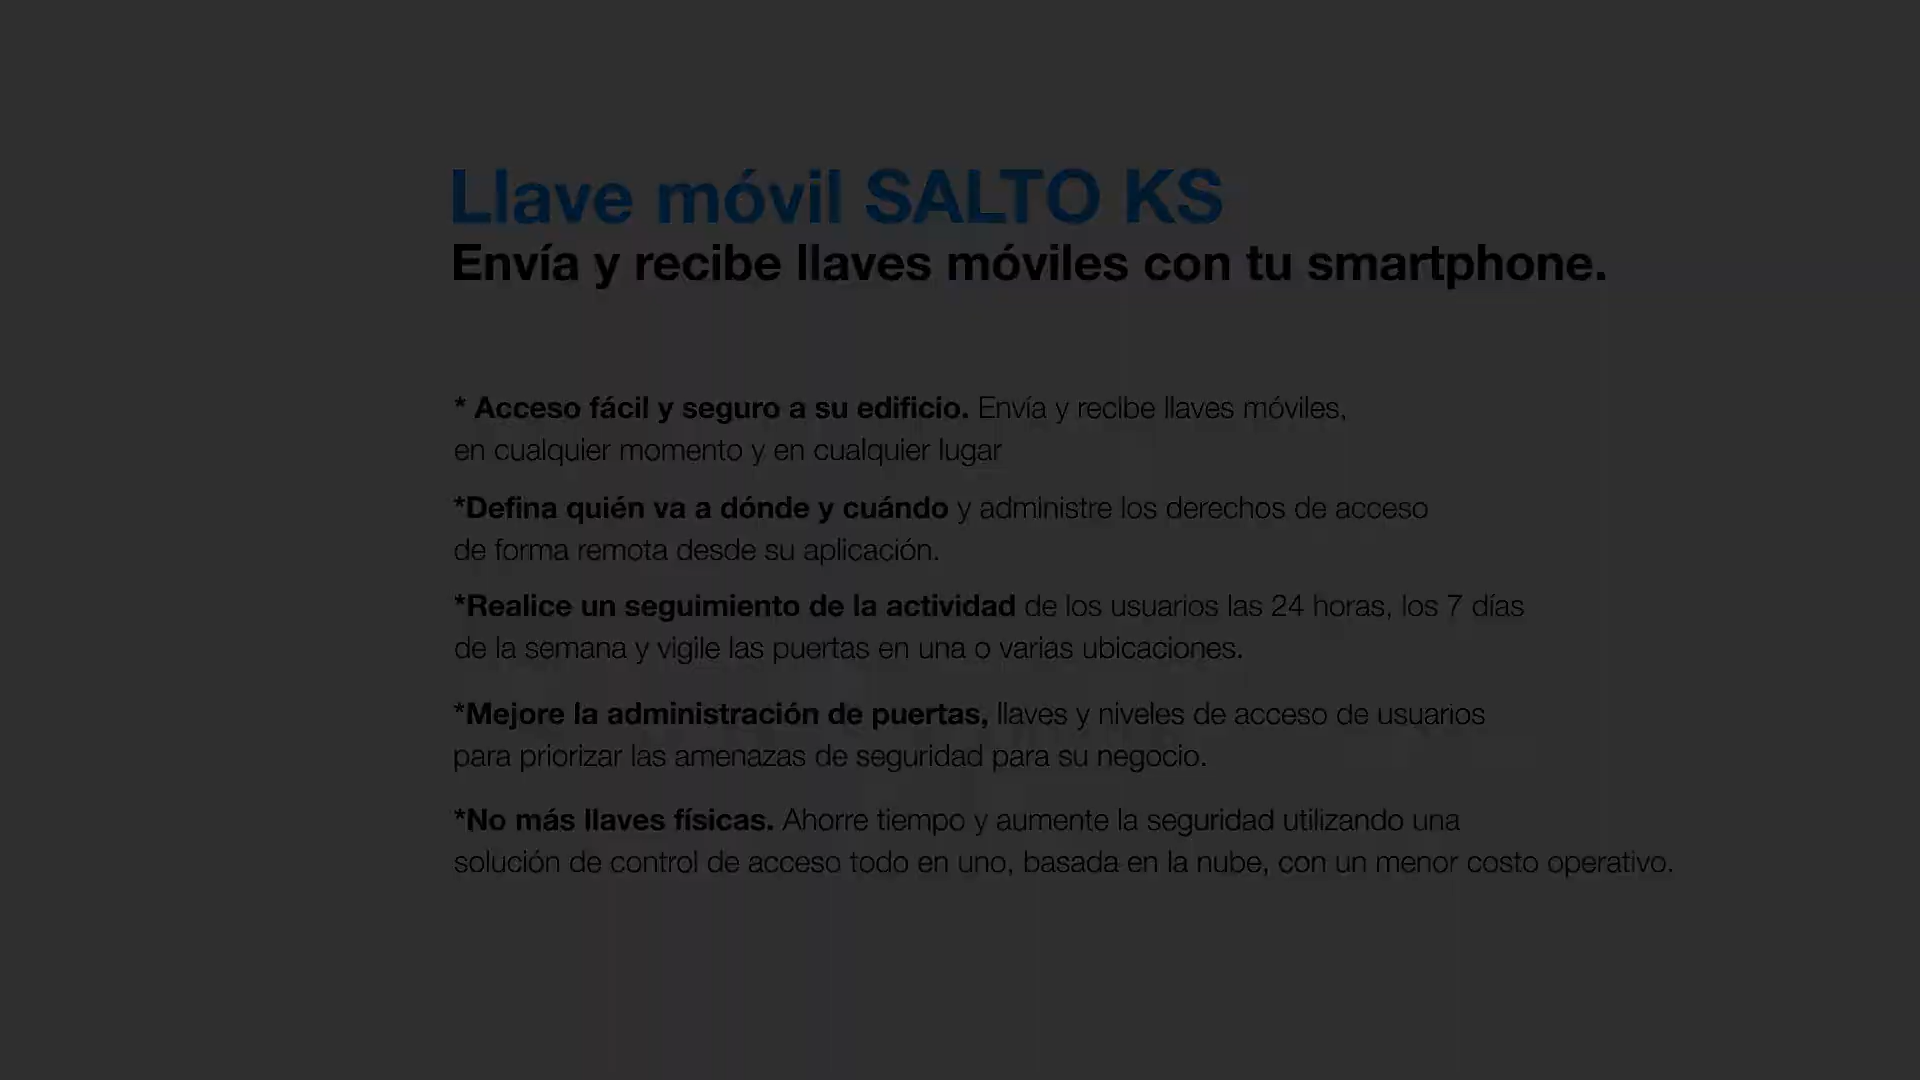 Llave móvil SALTO KS
Envía y recibe llaves móviles con tu smartphone.
* Acceso fácil y seguro a su edificio. Envía y recibe llaves móviles,
en cualquier momento y en cualquier lugar
*Defina quién va a dónde y cuándo y administre los derechos de acceso
de forma remota desde su aplicación.
*Realice un seguimiento de la actividad de los usuarios las 24 horas, los 7 días
de la semana y vigile las puertas en una o varias ubicaciones.
*Mejore la administración de puertas, llaves y niveles de acceso de usuarios
para priorizar las amenazas de seguridad para su negocio.
*No más llaves físicas. Ahorre tiempo y aumente la seguridad utilizando una
solución de control de acceso todo en uno, basada en la nube, con un menor costo operativo.